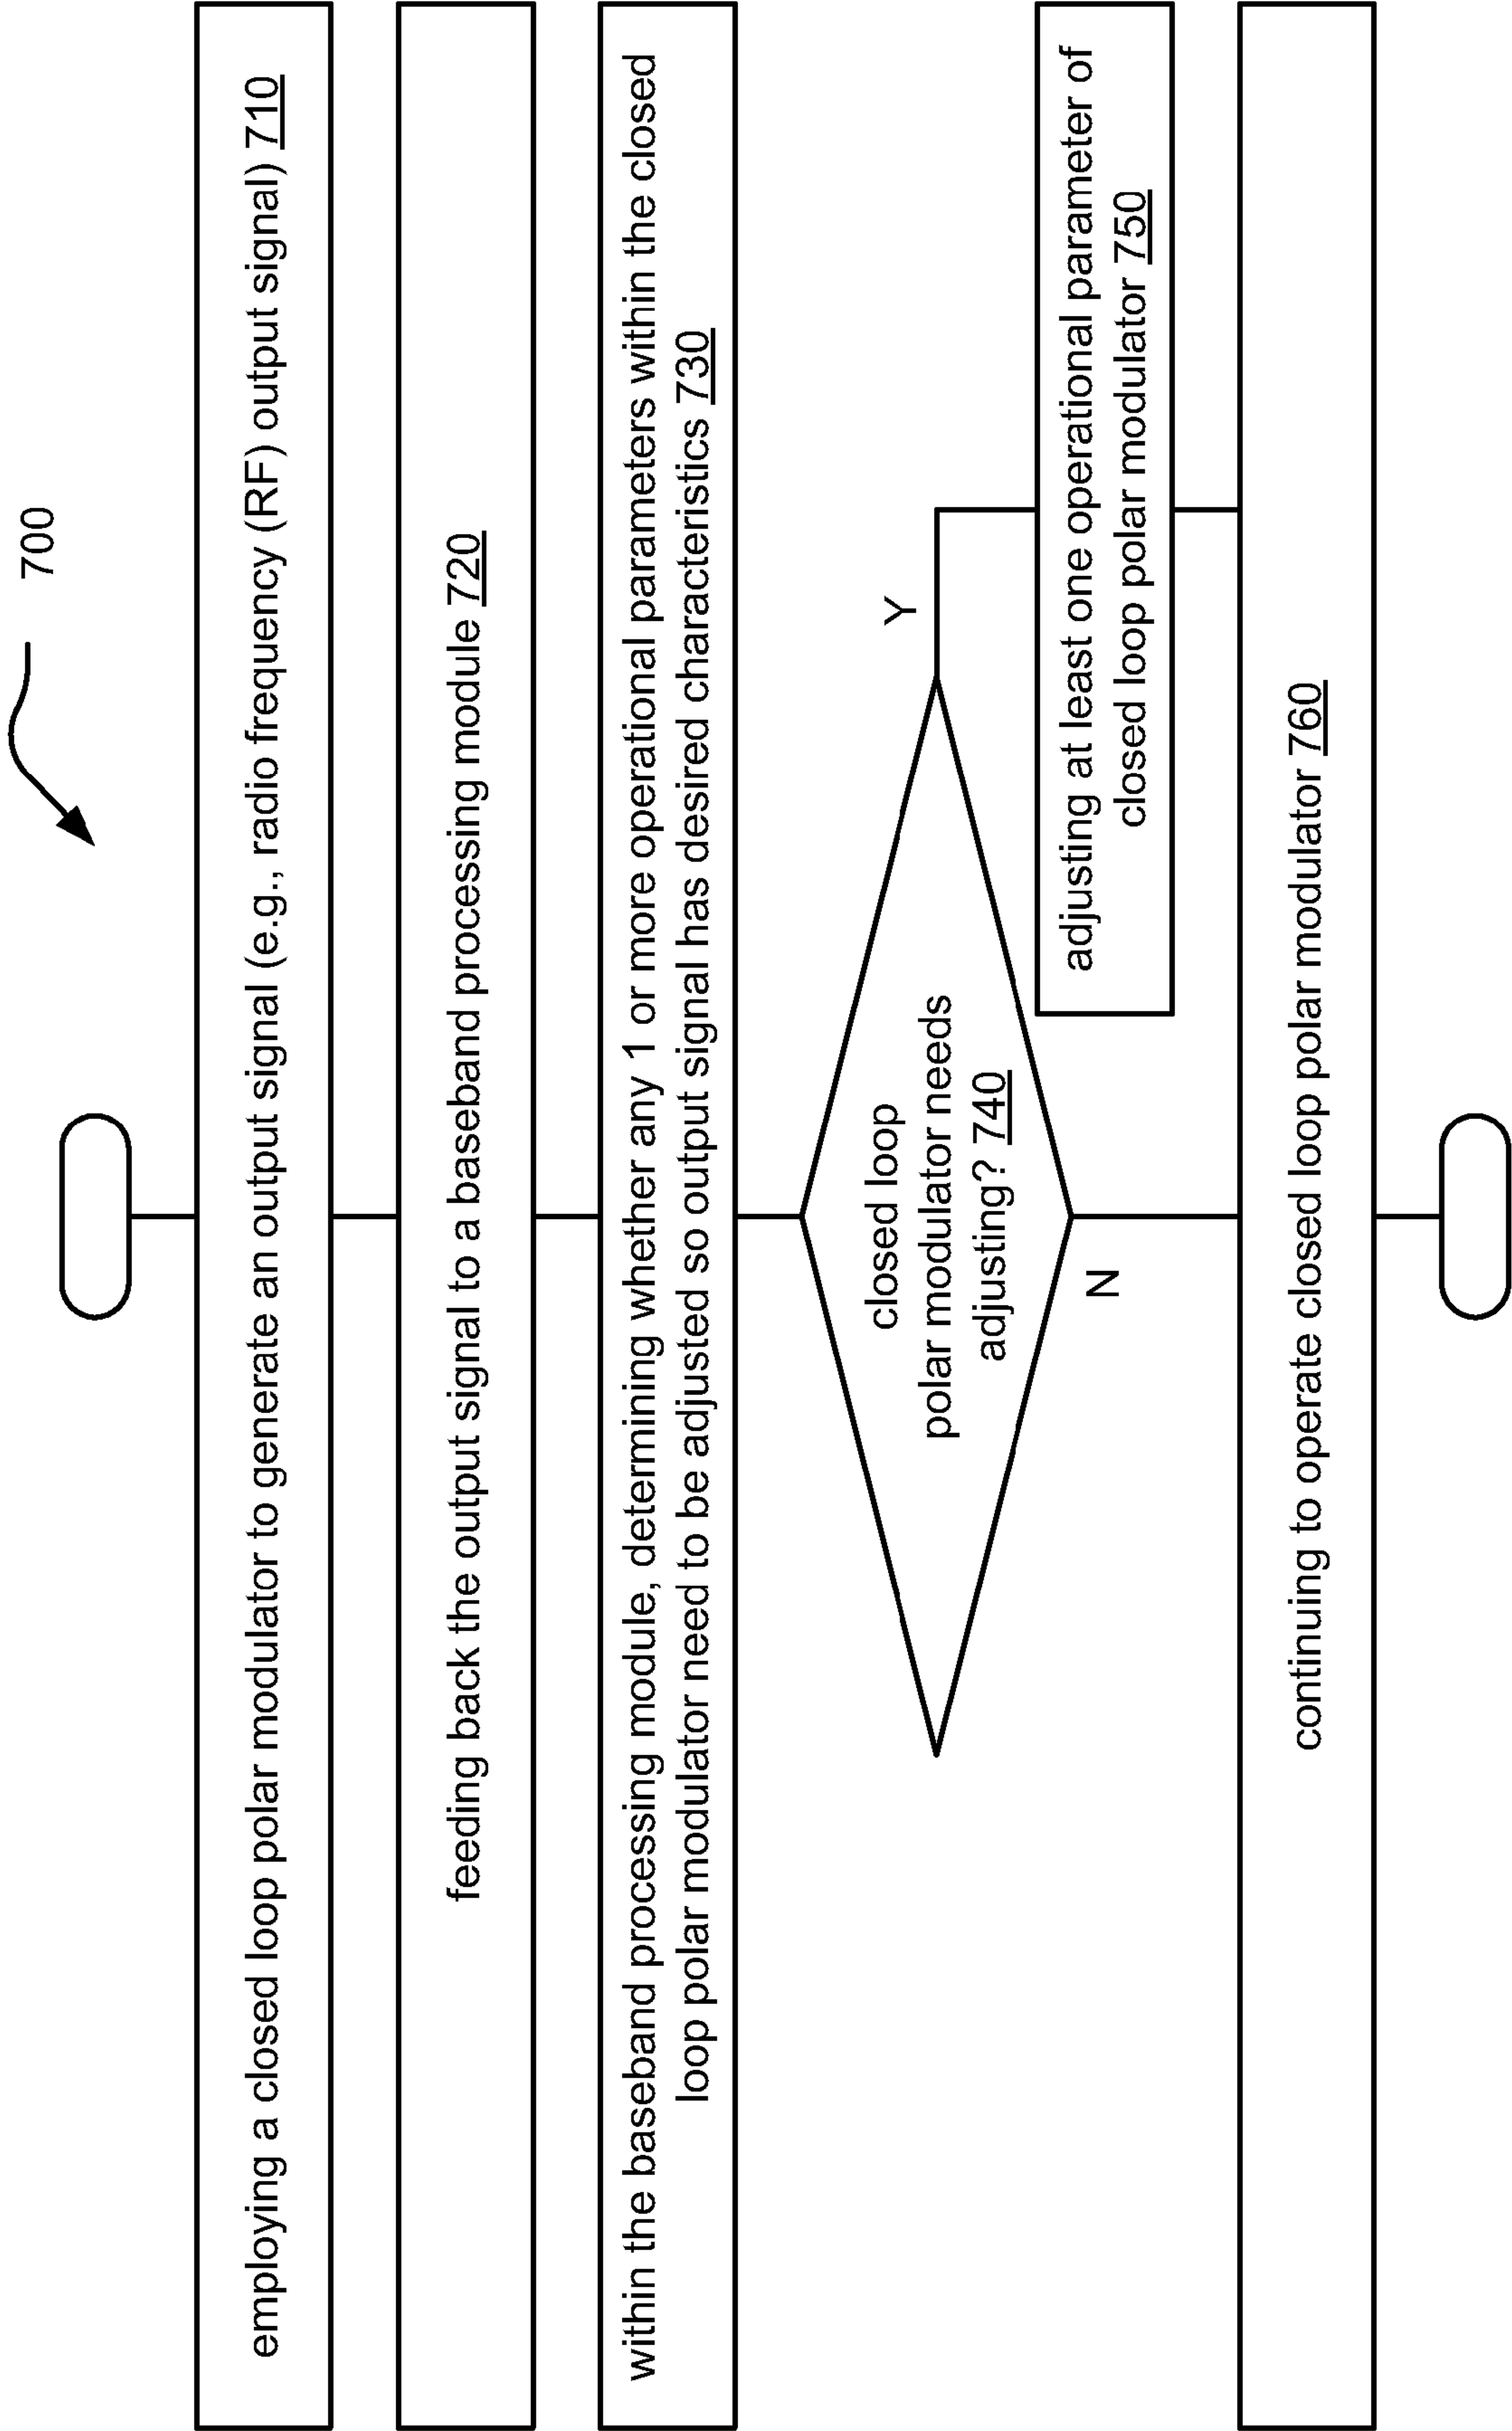 700
employing a closed loop polar modulator to generate an output signal (e.g., radio frequency (RF) output signal) 710
feeding back the output signal to a baseband processing module 720
within the baseband processing module, determining whether any 1 or more operational parameters within the closed
loop polar modulator need to be adjusted so output signal has desired characteristics 730
closed loop
polar modulator needs
adjusting? 740
Y
adjusting at least one operational parameter of
closed loop polar modulator 750
N
continuing to operate closed loop polar modulator 760